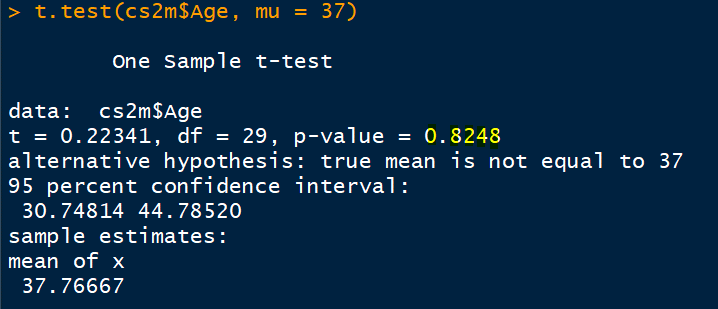 > t.test(cs2m$Age, mu = 37)
One Sample t-test
data:  cs2m$Age
t = 0.22341, df = 29, p-value = 0.8248
alternative hypothesis: true mean is not equal to 37
95 percent confidence interval:
30.74814 44.78520
sample estimates:
mean of x
37.76667